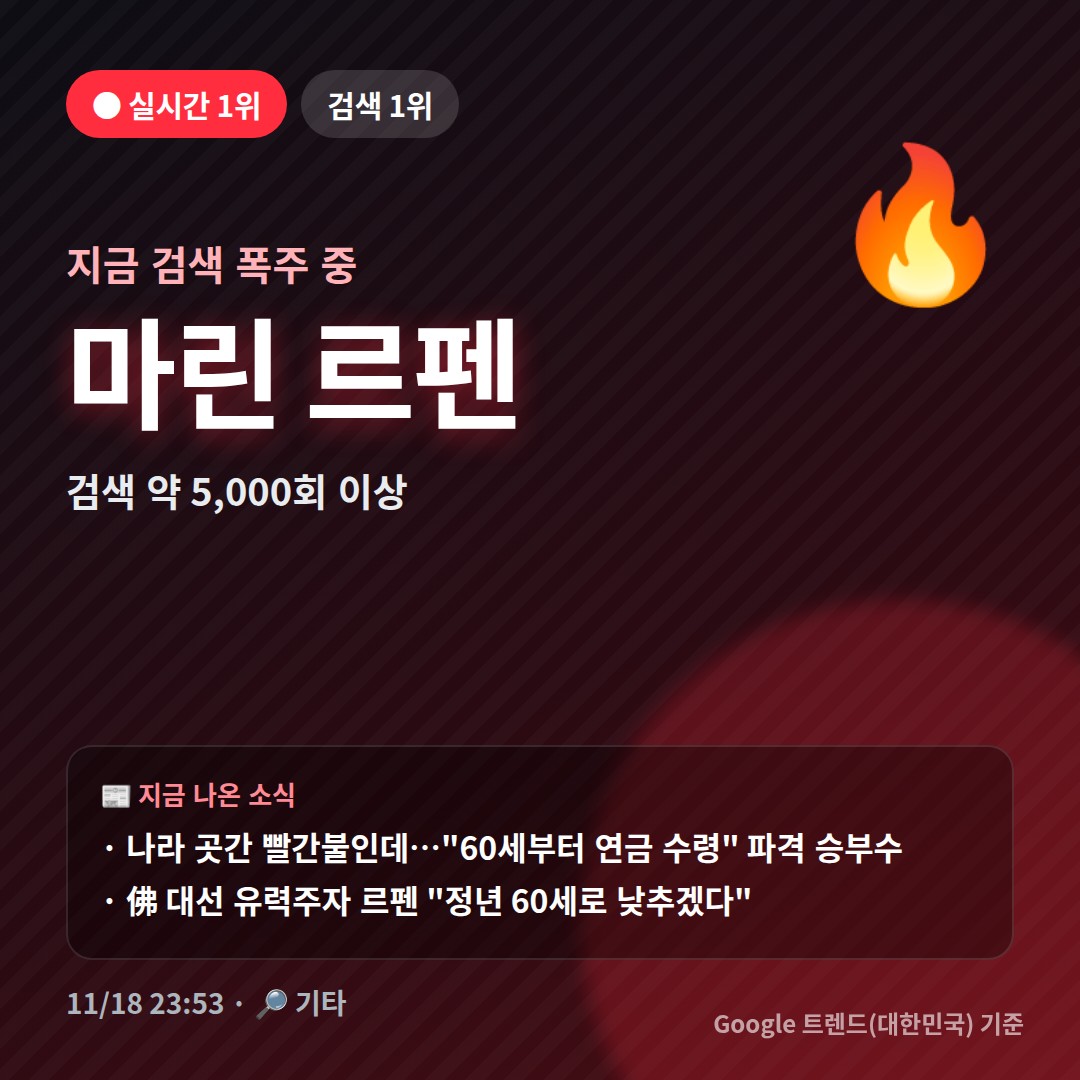 실시간 1위
검색 1위
지금 검색 폭주 중
마린 르펜
검색 약 5,000회 이상
지금 나온 소식
· 나라 곳간 빨간불인데…"60세부터 연금 수령" 파격 승부수
· 佛 대선 유력주자 르펜 "정년 60세로 낮추겠다"
11/18 23:53 · 🔎 기타
Google 트렌드(대한민국) 기준